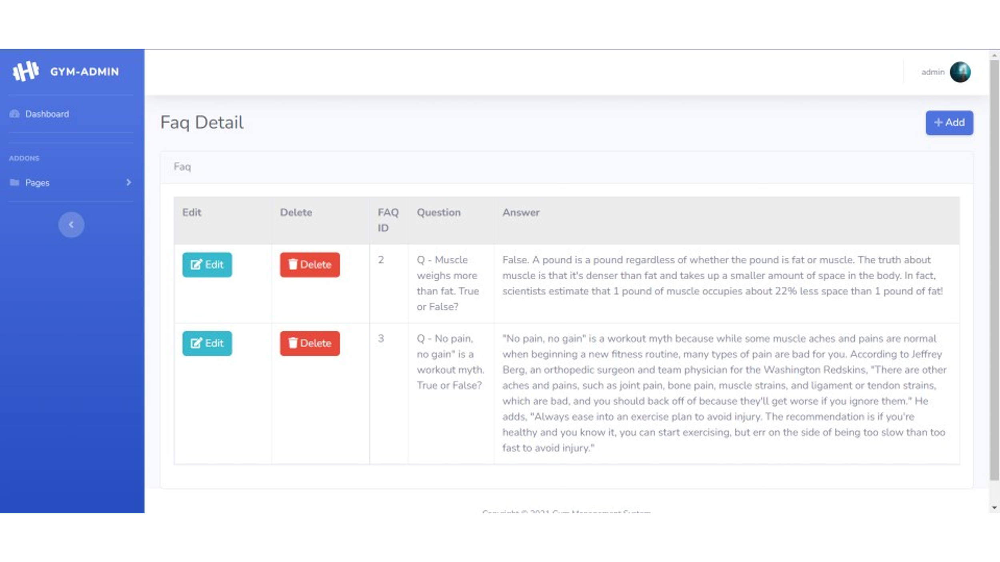 GYM-ADMIN
admin
Dashboard
ADDONS
Pages
Faq Detail
Add
Faq
Edit
Delete
FAQ
ID
Question
Answer
Edit
Delete
2
Q - Muscle
weighs more
than fat. True
or False?
False. A pound is a pound regardless of whether the pound is fat or muscle. The truth about
muscle is that it's denser than fat and takes up a smaller amount of space in the body. In fact,
scientists estimate that 1 pound of muscle occupies about 22% less space than 1 pound of fat!
Edit
Delete
3
Q - No pain,
no gain" is a
workout myth.
True or False?
"No pain, no gain" is a workout myth because while some muscle aches and pains are normal
when beginning a new fitness routine, many types of pain are bad for you. According to Jeffrey
Berg, an orthopedic surgeon and team physician for the Washington Redskins, "There are other
aches and pains, such as joint pain, bone pain, muscle strains, and ligament or tendon strains,
which are bad, and you should back off of because they'll get worse if you ignore them." He
adds, "Always ease into an exercise plan to avoid injury. The recommendation is if you're
healthy and you know it, you can start exercising, but err on the side of being too slow than too
fast to avoid injury."
Copyright © 2021 Gym Management System